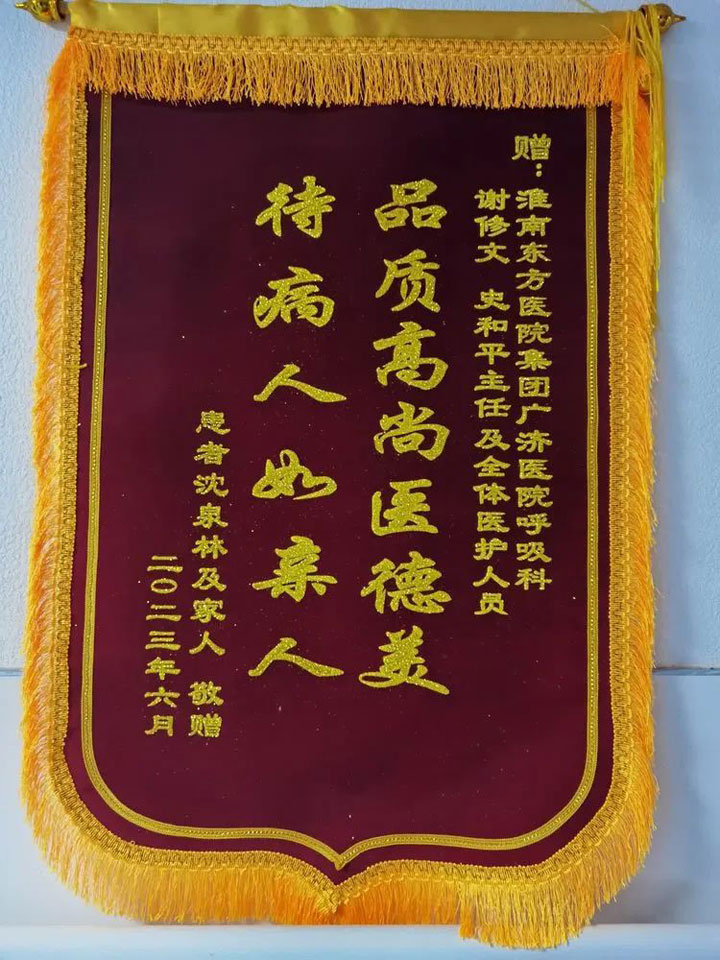 赠：淮南东方医院集团广济医院呼吸科
谢修文 史和平主任及全体医护人员
品质高尚医德美
待病人如亲人
患者沈泉林及家人 敬赠
二〇二三年六月